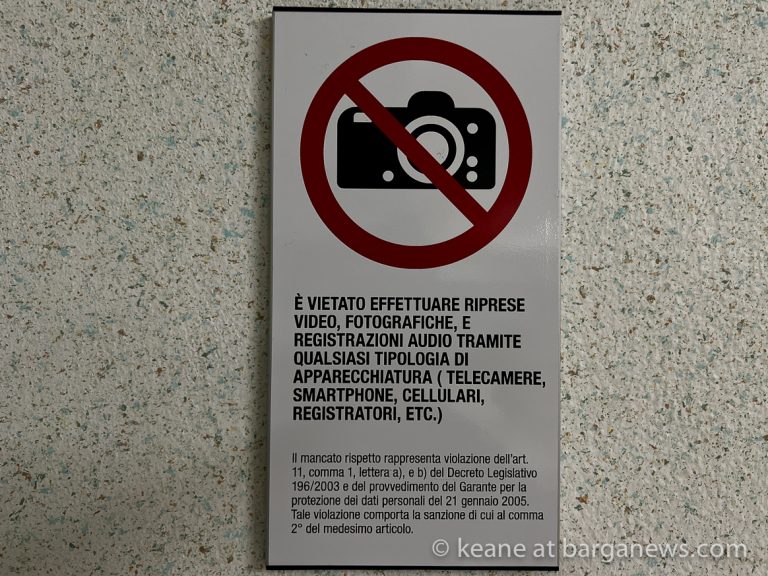 È VIETATO EFFETTUARE RIPRESE
VIDEO, FOTOGRAFICHE, E
REGISTRAZIONI AUDIO TRAMITE
QUALSIASI TIPOLOGIA DI
APPARECCHIATURA ( TELECAMERE,
SMARTPHONE, CELLULARI,
REGISTRATORI, ETC.)
Il mancato rispetto rappresenta violazione dell'art.
11, comma 1, lettera a), e b) del Decreto Legislativo
196/2003 e del provvedimento del Garante per la
protezione dei dati personali del 21 gennaio 2005.
Tale violazione comporta la sanzione di cui al comma
2° del medesimo articolo.
© keane at barganews.com